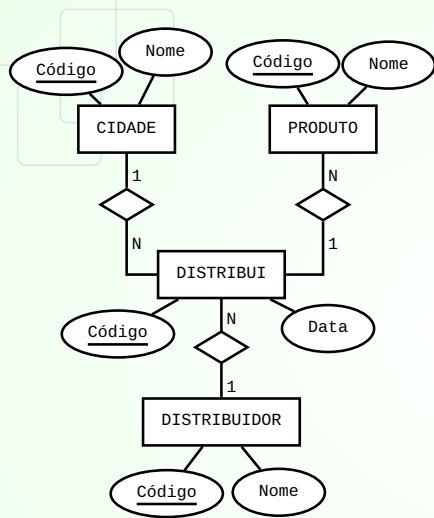 Código
Nome
Código
Nome
CIDADE
PRODUTO
1
N
N
1
DISTRIBUI
Código
N
Data
1
DISTRIBUIDOR
Código
Nome